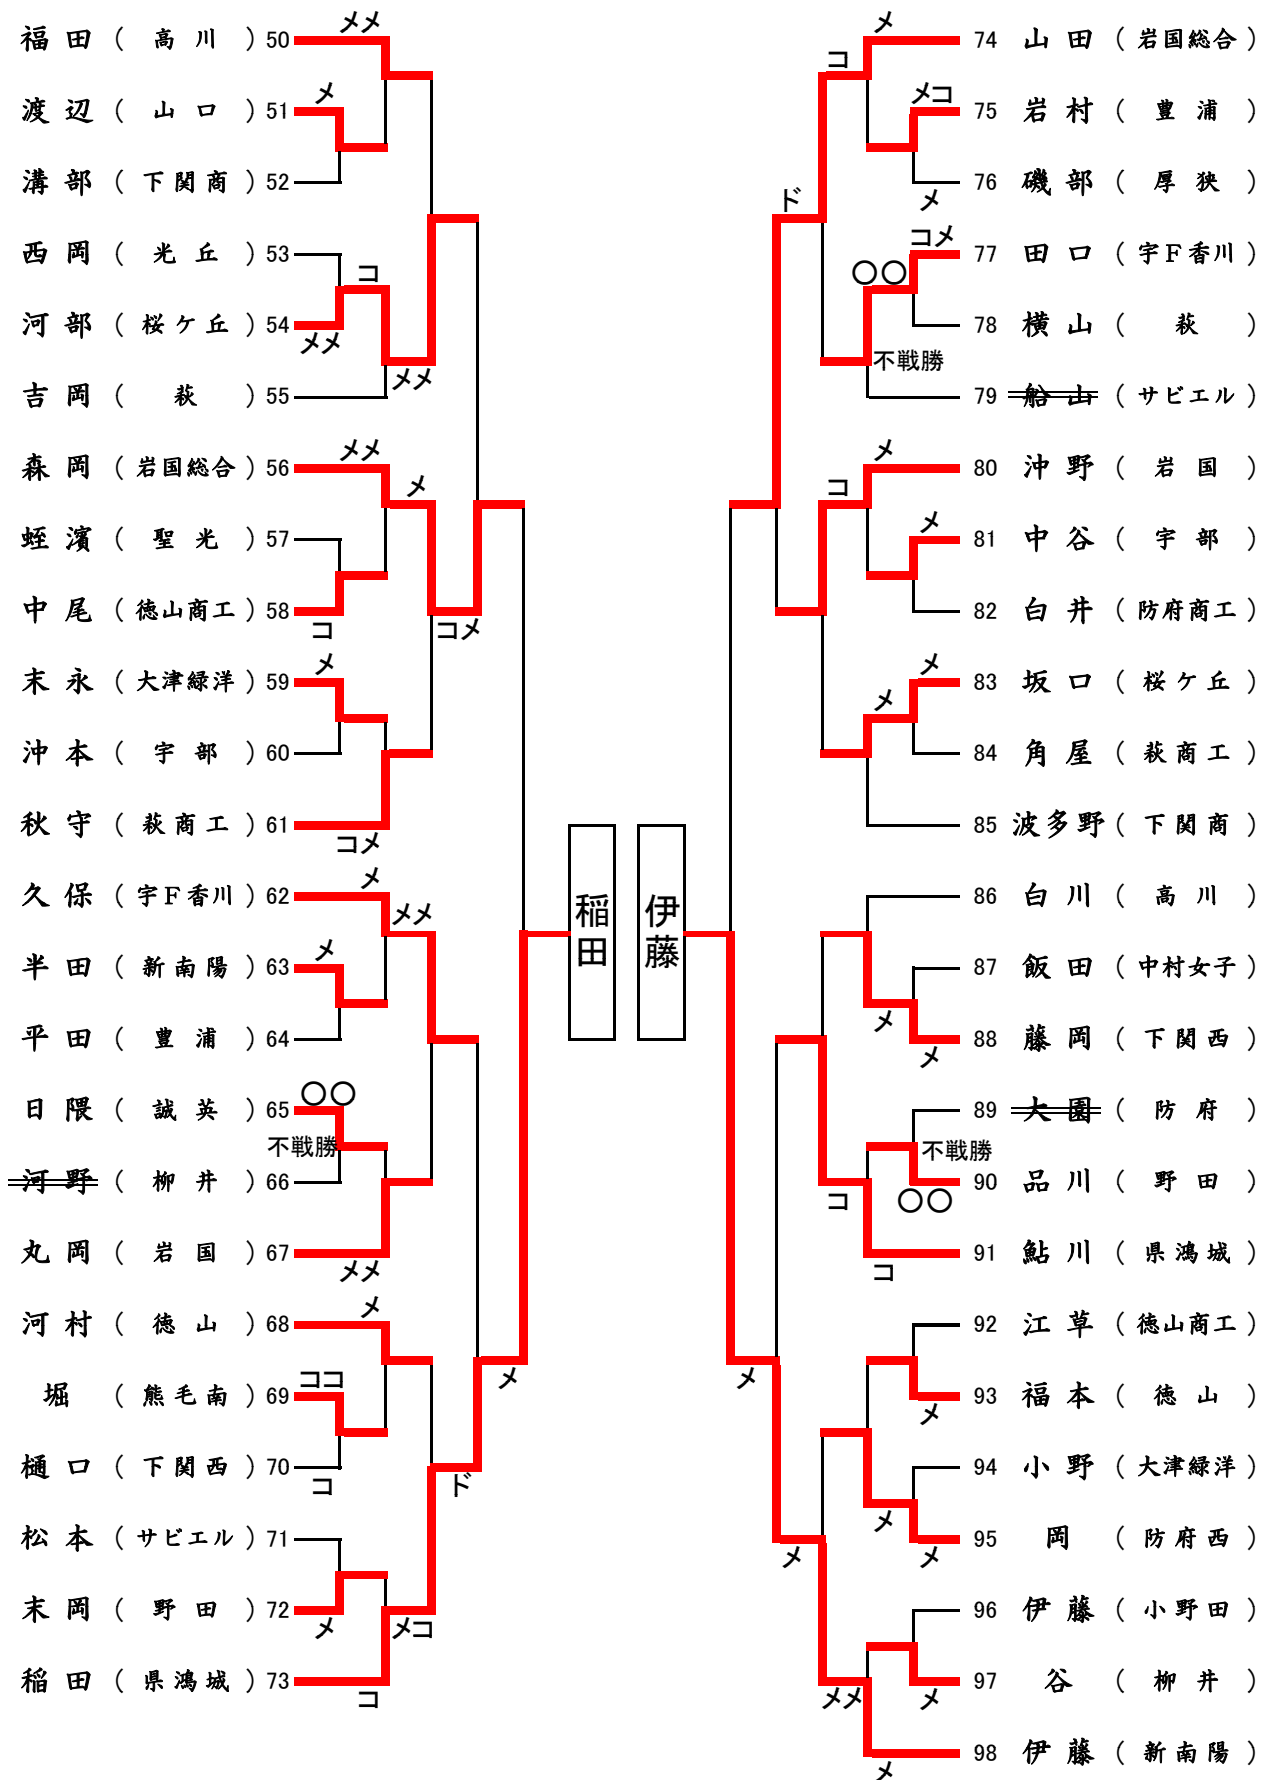 メメ
福田 ( 高川 ) 50
メ
渡辺 ( 山口 ) 51
溝部 ( 下関商 ) 52
西岡 ( 光丘 ) 53
コ
河部 ( 桜ケ丘 ) 54
メメ
メメ
吉岡 ( 萩 ) 55
メメ
森岡 ( 岩国総合 ) 56
メ
蛭濱 ( 聖光 ) 57
中尾 ( 徳山商工 ) 58
コ
コメ
メ
末永 ( 大津緑洋 ) 59
沖本 ( 宇部 ) 60
秋守 ( 萩商工 ) 61
コメ
メ
久保 ( 宇F香川 ) 62
メメ
メ
半田 ( 新南陽 ) 63
平田 ( 豊浦 ) 64
〇〇
日隈 ( 誠英 ) 65
不戦勝
河野 ( 柳井 ) 66
丸岡 ( 岩国 ) 67
メメ
メ
河村 ( 徳山 ) 68
ココ
メ
堀 ( 熊毛南 ) 69
樋口 ( 下関西 ) 70
コ
ド
松本 ( サビエル ) 71
末岡 ( 野田 ) 72
メ
メコ
稲田 ( 県鴻城 ) 73
コ
稲田
伊藤
メ
74 山田 ( 岩国総合 )
コ
メコ
75 岩村 ( 豊浦 )
76 磯部 ( 厚狭 )
メ
ド
コメ
77 田口 ( 宇F香川 )
〇〇
78 横山 ( 萩 )
不戦勝
79 船山 ( サビエル )
メ
80 沖野 ( 岩国 )
コ
メ
81 中谷 ( 宇部 )
82 白井 ( 防府商工 )
メ
83 坂口 ( 桜ケ丘 )
メ
84 角屋 ( 萩商工 )
85 波多野 ( 下関商 )
86 白川 ( 高川 )
87 飯田 ( 中村女子 )
メ
88 藤岡 ( 下関西 )
メ
89 大園 ( 防府 )
不戦勝
90 品川 ( 野田 )
コ
〇〇
91 鮎川 ( 県鴻城 )
コ
92 江草 ( 徳山商工 )
メ
93 福本 ( 徳山 )
メ
94 小野 ( 大津緑洋 )
メ
95 岡 ( 防府西 )
メ
メ
96 伊藤 ( 小野田 )
97 谷 ( 柳井 )
メ
メメ
98 伊藤 ( 新南陽 )
メ